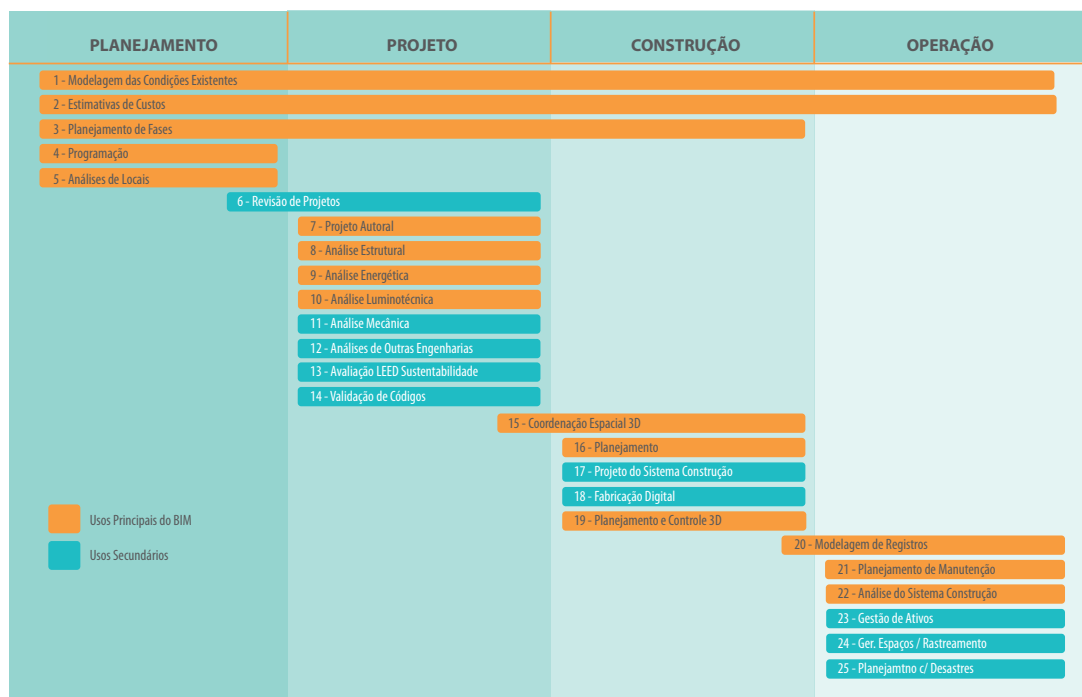 PLANEJAMENTO PROJETO CONSTRUÇÃO OPERAÇÃO
1 - Modelagem das Condições Existentes
2 - Estimativas de Custos
3 - Planejamento de Fases
4 - Programação
5 - Análises de Locais
6 - Revisão de Projetos
7 - Projeto Autoral
8 - Análise Estrutural
9 - Análise Energética
10 - Análise Luminotécnica
11 - Análise Mecânica
12 - Análises de Outras Engenharias
13 - Avaliação LEED Sustentabilidade
14 - Validação de Códigos
15 - Coordenação Espacial 3D
16 - Planejamento
17 - Projeto do Sistema Construção
18 - Fabricação Digital
19 - Planejamento e Controle 3D
20 - Modelagem de Registros
21 - Planejamento de Manutenção
22 - Análise do Sistema Construção
23 - Gestão de Ativos
24 - Ger. Espaços / Rastreamento
25 - Planejamtno c/ Desastres
Usos Principais do BIM
Usos Secundários